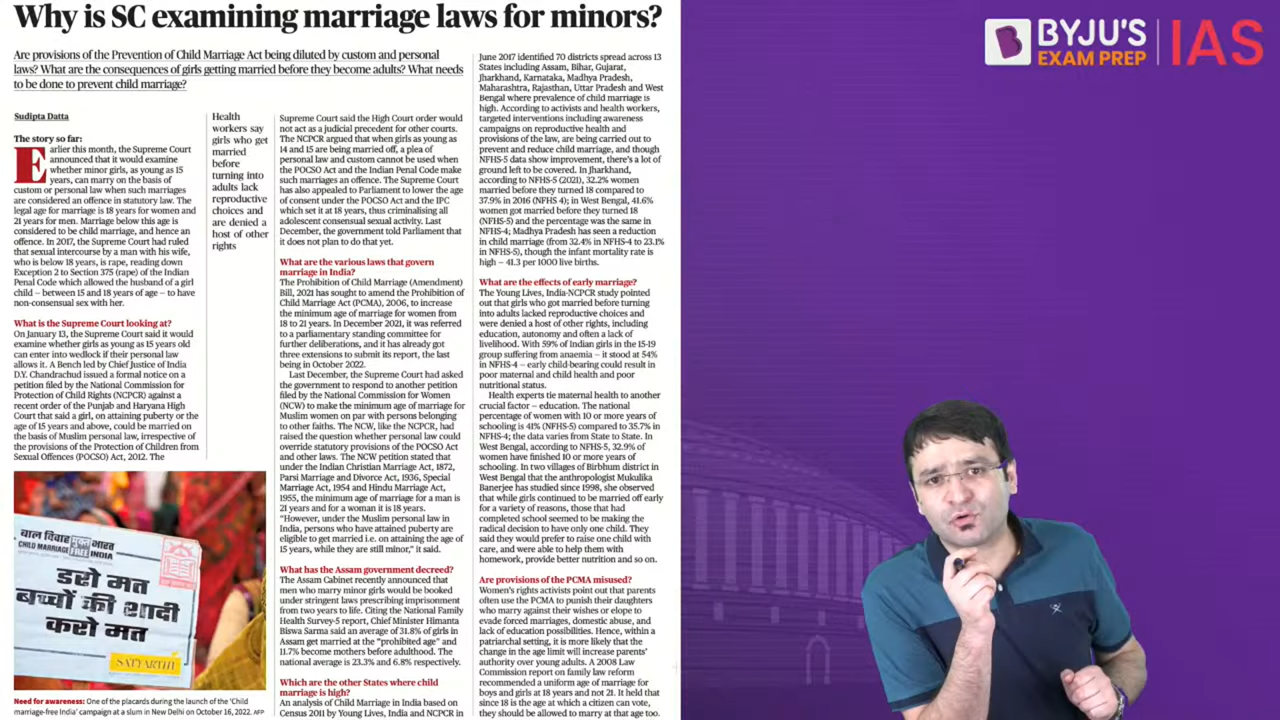 Why is SC examining marriage laws for minors?
Are provisions of the Prevention of Child Marriage Act being diluted by custom and personal
laws? What are the consequences of girls getting married before they become adults? What needs
to be done to prevent child marriage?
Sudipta Datta
The story so far:
Earlier this month, the Supreme Court
announced that it would examine
whether minor girls, as young as 15
years, can marry on the basis of
custom or personal law when such marriages
are considered an offence in statutory law. The
legal age for marriage is 18 years for women and
21 years for men. Marriage below this age is
considered to be child marriage, and hence an
offence. In 2017, the Supreme Court had ruled
that sexual intercourse by a man with his wife,
who is below 18 years, is rape, reading down
Exception 2 to Section 375 (rape) of the Indian
Penal Code which allowed the husband of a girl
child – between 15 and 18 years of age – to have
non-consensual sex with her.
What is the Supreme Court looking at?
On January 13, the Supreme Court said it would
examine whether girls as young as 15 years old
can enter into wedlock if their personal law
allows it. A Bench led by Chief Justice of India
D.Y. Chandrachud issued a formal notice on a
petition filed by the National Commission for
Protection of Child Rights (NCPCR) against a
recent order of the Punjab and Haryana High
Court that said a girl, on attaining puberty or the
age of 15 years and above, could be married on
the basis of Muslim personal law, irrespective of
the provisions of the Protection of Children from
Sexual Offences (POCSO) Act, 2012. The
Health
workers say
girls who get
married
before
turning into
adults lack
reproductive
choices and
are denied a
host of other
rights
बाल विवाह मुक्त भारत
CHILD MARRIAGE FREE INDIA
डरो मत
बच्चों की शादी
करो मत
SATYARTHI
Need for awareness: One of the placards during the launch of the 'Child
marriage-free India' campaign at a slum in New Delhi on October 16, 2022. AFP
Supreme Court said the High Court order would
not act as a judicial precedent for other courts.
The NCPCR argued that when girls as young as
14 and 15 are being married off, a plea of
personal law and custom cannot be used when
the POCSO Act and the Indian Penal Code make
such marriages an offence. The Supreme Court
has also appealed to Parliament to lower the age
of consent under the POCSO Act and the IPC
which set it at 18 years, thus criminalising all
adolescent consensual sexual activity. Last
December, the government told Parliament that
it does not plan to do that yet.
What are the various laws that govern
marriage in India?
The Prohibition of Child Marriage (Amendment)
Bill, 2021 has sought to amend the Prohibition of
Child Marriage Act (PCMA), 2006, to increase
the minimum age of marriage for women from
18 to 21 years. In December 2021, it was referred
to a parliamentary standing committee for
further deliberations, and it has already got
three extensions to submit its report, the last
being in October 2022.
Last December, the Supreme Court had asked
the government to respond to another petition
filed by the National Commission for Women
(NCW) to make the minimum age of marriage for
Muslim women on par with persons belonging
to other faiths. The NCW, like the NCPCR, had
raised the question whether personal law could
override statutory provisions of the POCSO Act
and other laws. The NCW petition stated that
under the Indian Christian Marriage Act, 1872,
Parsi Marriage and Divorce Act, 1936, Special
Marriage Act, 1954 and Hindu Marriage Act,
1955, the minimum age of marriage for a man is
21 years and for a woman it is 18 years.
"However, under the Muslim personal law in
India, persons who have attained puberty are
eligible to get married i.e. on attaining the age of
15 years, while they are still minor," it said.
What has the Assam government decreed?
The Assam Cabinet recently announced that
men who marry minor girls would be booked
under stringent laws prescribing imprisonment
from two years to life. Citing the National Family
Health Survey-5 report, Chief Minister Himanta
Biswa Sarma said an average of 31.8% of girls in
Assam get married at the "prohibited age" and
11.7% become mothers before adulthood. The
national average is 23.3% and 6.8% respectively.
Which are the other States where child
marriage is high?
An analysis of Child Marriage in India based on
Census 2011 by Young Lives, India and NCPCR in
June 2017 identified 70 districts spread across 13
States including Assam, Bihar, Gujarat,
Jharkhand, Karnataka, Madhya Pradesh,
Maharashtra, Rajasthan, Uttar Pradesh and West
Bengal where prevalence of child marriage is
high. According to activists and health workers,
targeted interventions including awareness
campaigns on reproductive health and
provisions of the law, are being carried out to
prevent and reduce child marriage, and though
NFHS-5 data show improvement, there's a lot of
ground left to be covered. In Jharkhand,
according to NFHS-5 (2021), 32.2% women
married before they turned 18 compared to
37.9% in 2016 (NFHS 4); in West Bengal, 41.6%
women got married before they turned 18
(NFHS-5) and the percentage was the same in
NFHS-4; Madhya Pradesh has seen a reduction
in child marriage (from 32.4% in NFHS-4 to 23.1%
in NFHS-5), though the infant mortality rate is
high – 41.3 per 1000 live births.
What are the effects of early marriage?
The Young Lives, India-NCPCR study pointed
out that girls who got married before turning
into adults lacked reproductive choices and
were denied a host of other rights, including
education, autonomy and often a lack of
livelihood. With 59% of Indian girls in the 15-19
group suffering from anaemia – it stood at 54%
in NFHS-4 – early child-bearing could result in
poor maternal and child health and poor
nutritional status.
Health experts tie maternal health to another
crucial factor – education. The national
percentage of women with 10 or more years of
schooling is 41% (NFHS-5) compared to 35.7% in
NFHS-4; the data varies from State to State. In
West Bengal, according to NFHS-5, 32.9% of
women have finished 10 or more years of
schooling. In two villages of Birbhum district in
West Bengal that the anthropologist Mukulika
Banerjee has studied since 1998, she observed
that while girls continued to be married off early
for a variety of reasons, those that had
completed school seemed to be making the
radical decision to have only one child. They
said they would prefer to raise one child with
care, and were able to help them with
homework, provide better nutrition and so on.
Are provisions of the PCMA misused?
Women's rights activists point out that parents
often use the PCMA to punish their daughters
who marry against their wishes or elope to
evade forced marriages, domestic abuse, and
lack of education possibilities. Hence, within a
patriarchal setting, it is more likely that the
change in the age limit will increase parents'
authority over young adults. A 2008 Law
Commission report on family law reform
recommended a uniform age of marriage for
boys and girls at 18 years and not 21. It held that
since 18 is the age at which a citizen can vote,
they should be allowed to marry at that age too.
BYJU'S
EXAM PREP
IAS